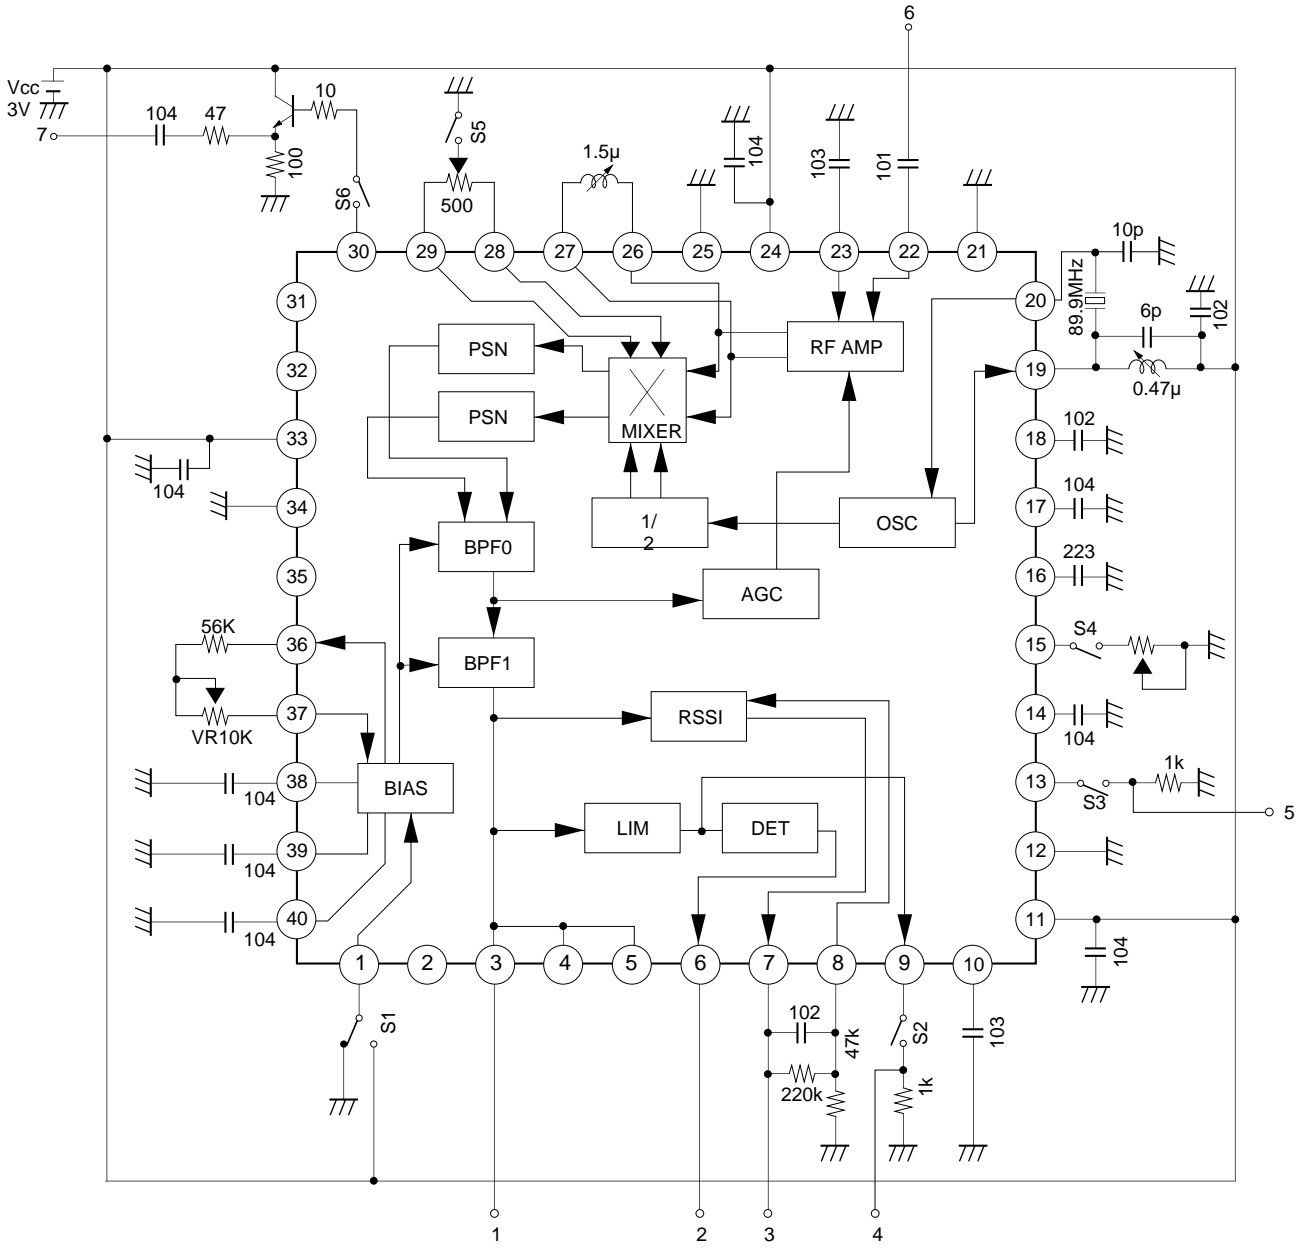 6
Vcc
3V
7
104
47
10
100
S6
S5
500
1.5µ
104
103
101
30
29
28
27
26
25
24
23
22
21
10p
89.9MHz
6p
102
0.47µ
31
32
33
34
35
36
37
38
39
40
20
19
18
17
16
15
14
13
12
11
PSN
PSN
MIXER
RF AMP
1/
2
OSC
BPF0
AGC
BPF1
RSSI
BIAS
LIM
DET
104
56K
VR10K
104
104
104
102
104
223
S4
104
1k
S3
5
104
1
2
3
4
5
6
7
8
9
10
S1
102
220k
47k
S2
1k
103
1
2
3
4